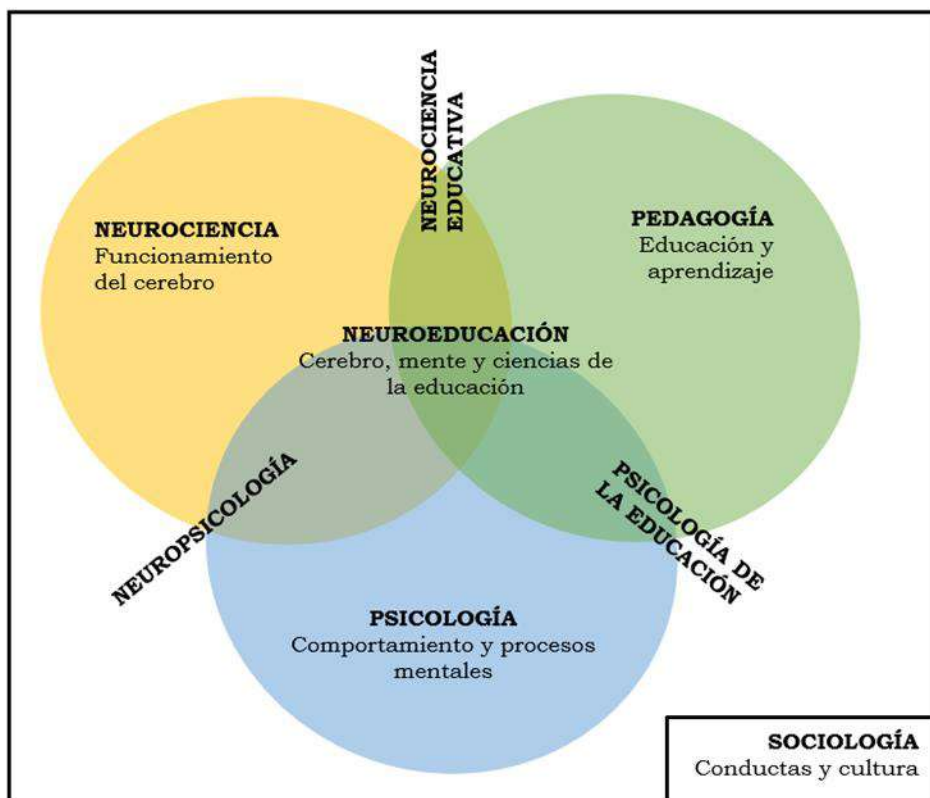 NEUROCIENCIA
EDUCATIVA
NEUROCIENCIA
Funcionamiento
del cerebro
PEDAGOGÍA
Educación y
aprendizaje
NEUROEDUCACIÓN
Cerebro, mente y ciencias de
la educación
NEUROPSICOLOGÍA
PSICOLOGÍA DE
LA EDUCACIÓN
PSICOLOGÍA
Comportamiento y procesos
mentales
SOCIOLOGÍA
Conductas y cultura